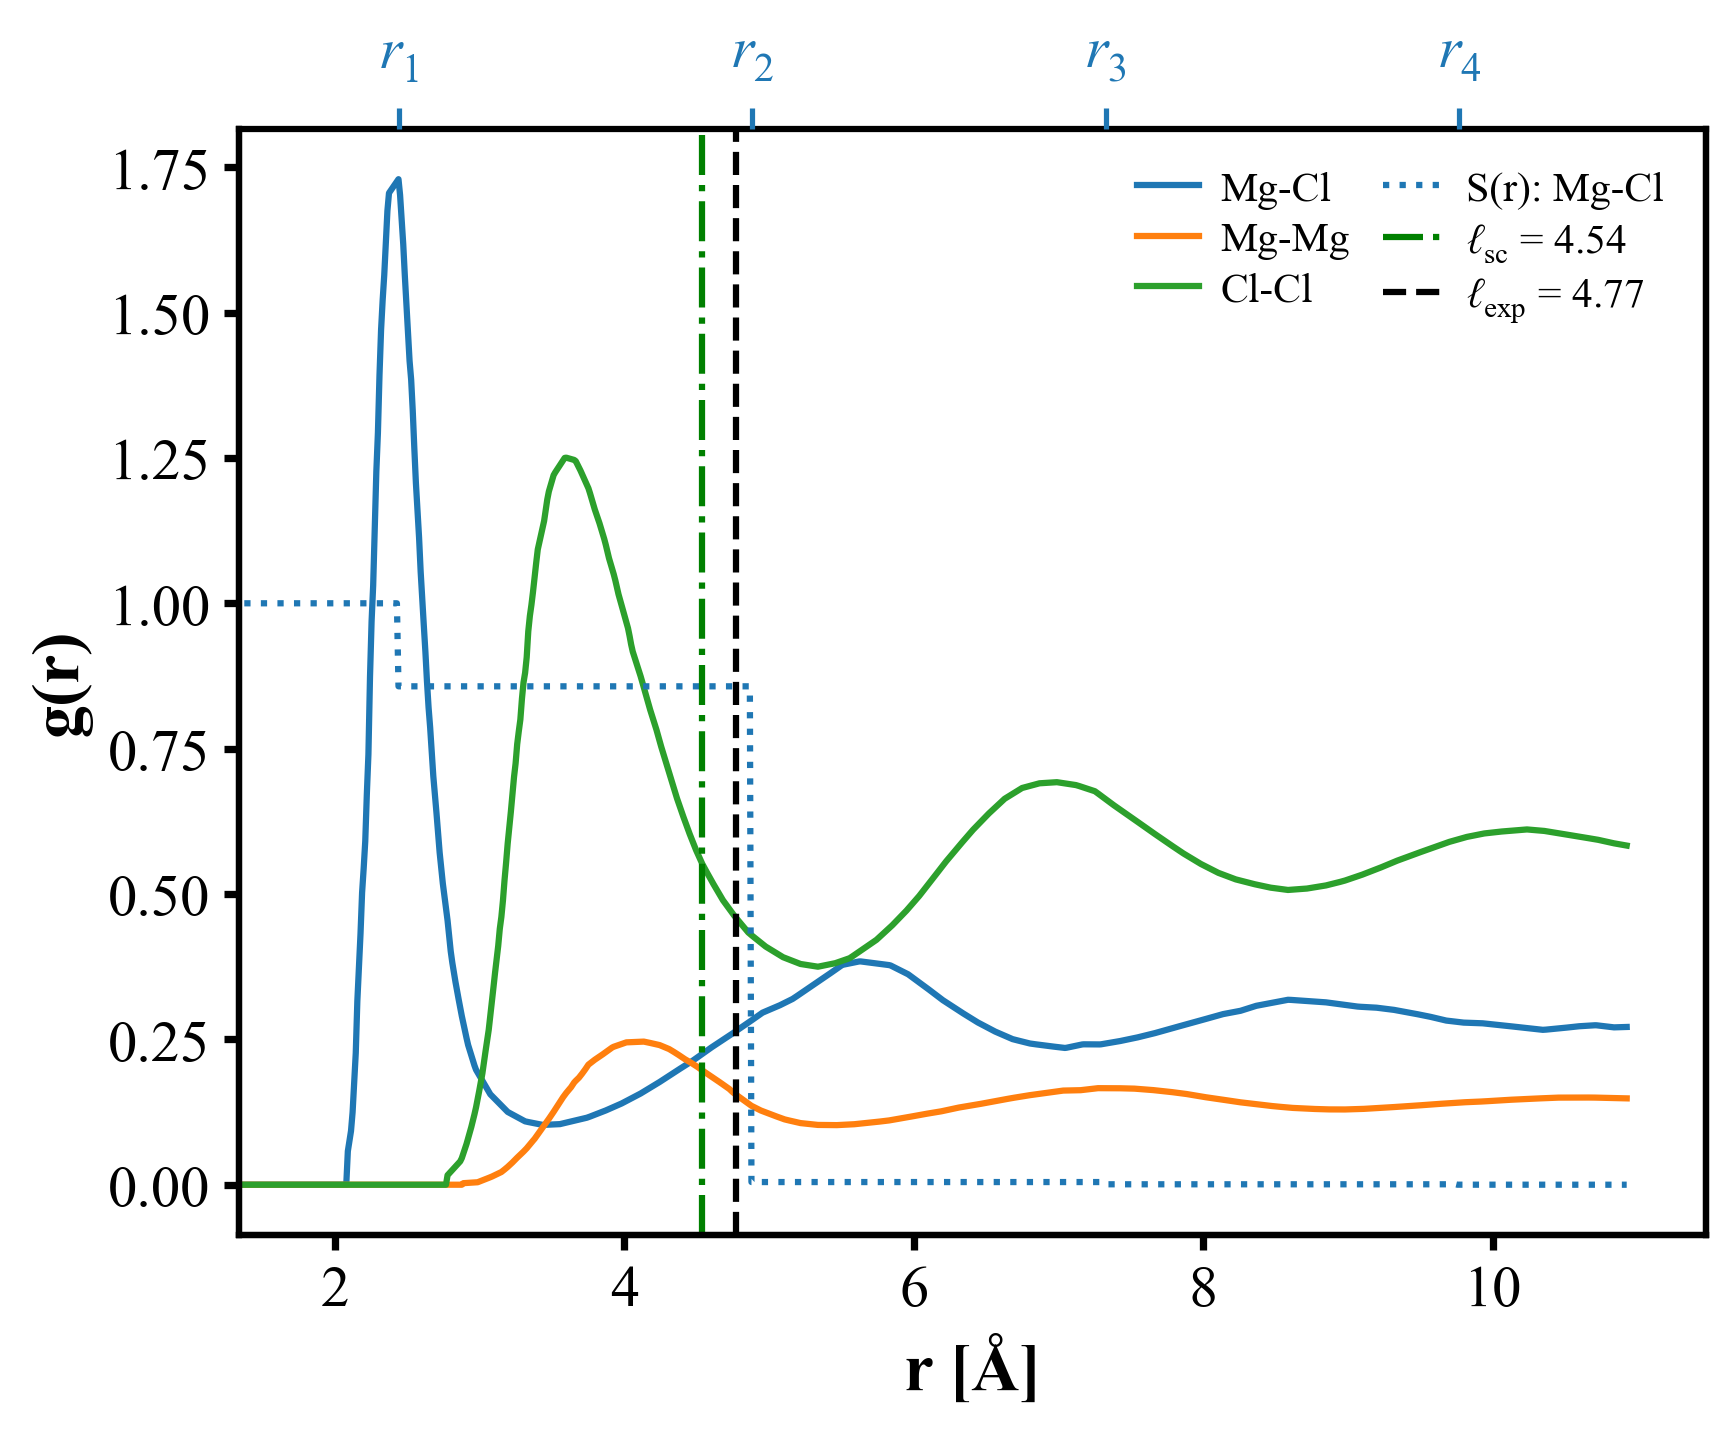 r1 r2 r3 r4
1.75
1.50
1.25
1.00
0.75
0.50
0.25
0.00
g(r)
Mg-Cl
Mg-Mg
Cl-Cl
S(r): Mg-Cl
ℓsc = 4.54
ℓexp = 4.77
2 4 6 8 10
r [Å]